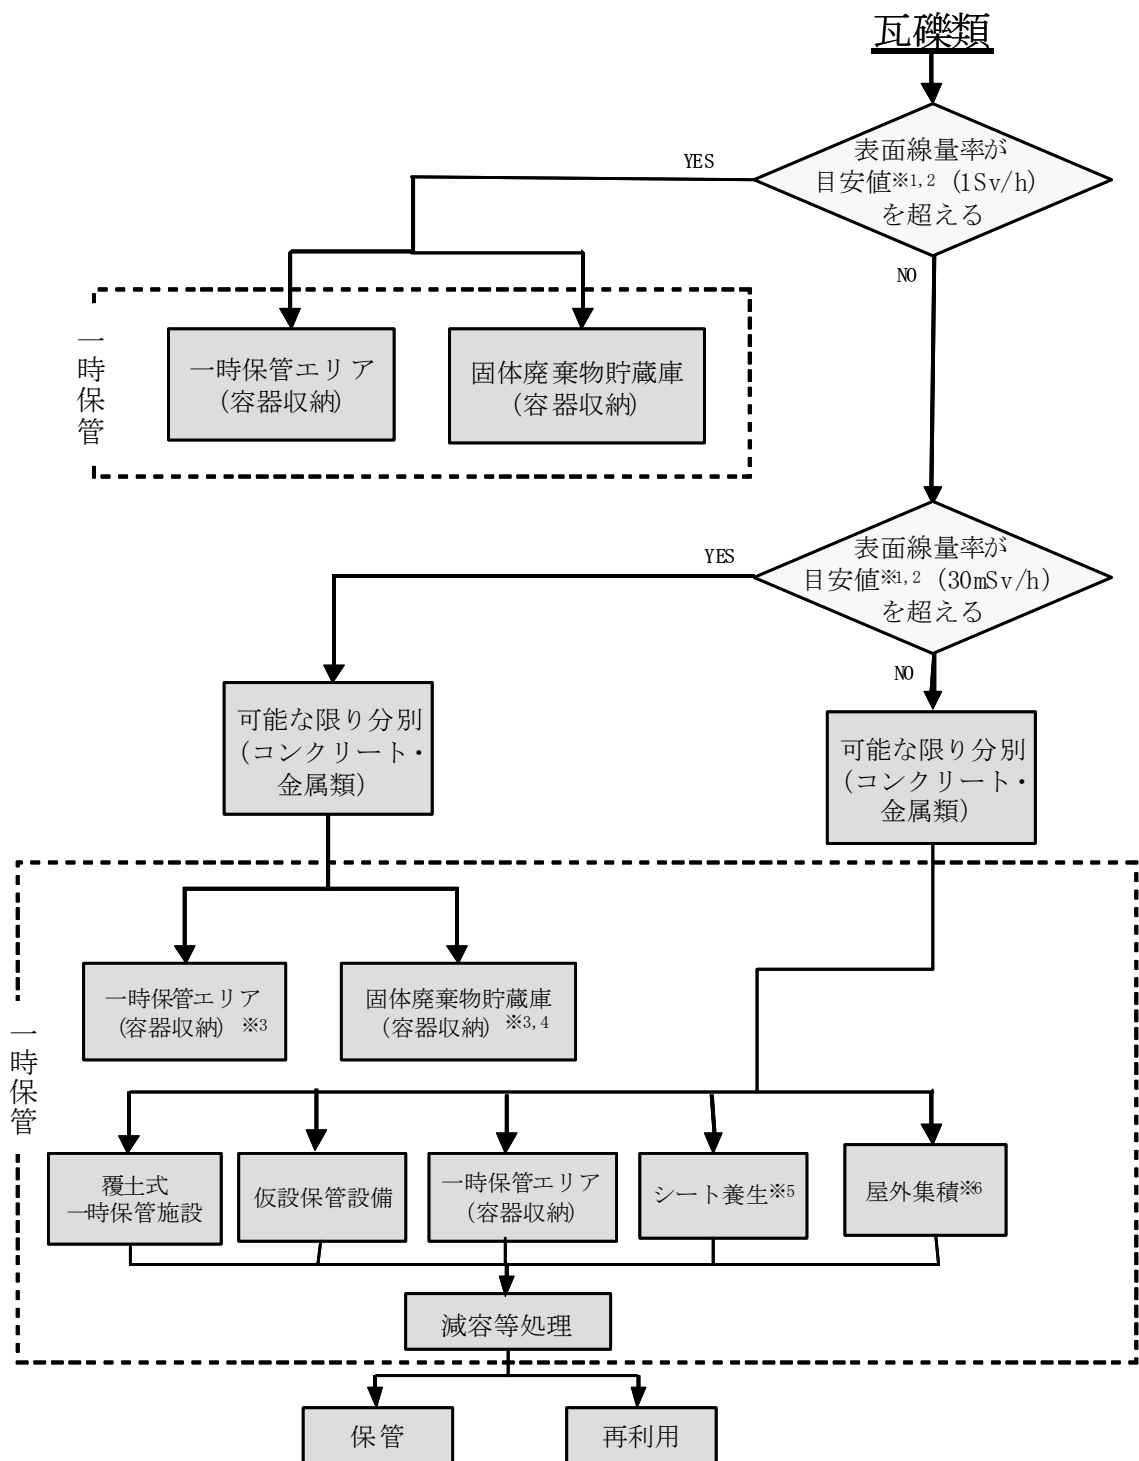 瓦礫類
表面線量率が
目安値※1,2（1Sv/h）
を超える
YES
NO
一時保管
一時保管エリア
（容器収納）
固体廃棄物貯蔵庫
（容器収納）
表面線量率が
目安値※1,2（30mSv/h）
を超える
YES
NO
可能な限り分別
（コンクリート・
金属類）
可能な限り分別
（コンクリート・
金属類）
一時保管
一時保管エリア
（容器収納）※3
固体廃棄物貯蔵庫
（容器収納）※3,4
覆土式
一時保管施設
仮設保管設備
一時保管エリア
（容器収納）
シート養生※5
屋外集積※6
減容等処理
保管
再利用